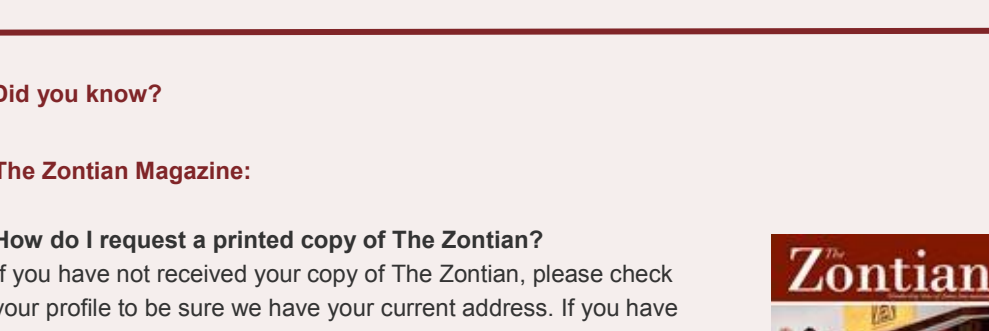 Did you know?
The Zontian Magazine:
How do I request a printed copy of The Zontian?
If you have not received your copy of The Zontian, please check
your profile to be sure we have your current address. If you have
The
Zontian